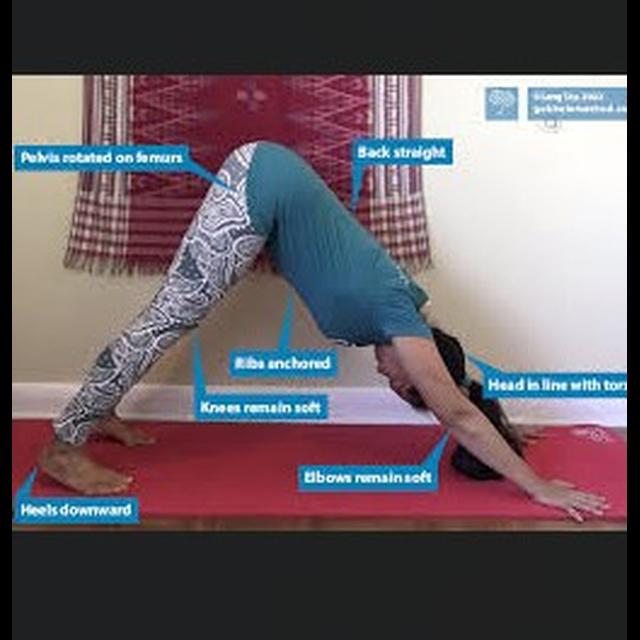 Pelvis rotated on femurs
Back straight
Ribs anchored
Head in line with tors
Knees remain soft
Elbows remain soft
Heels downward